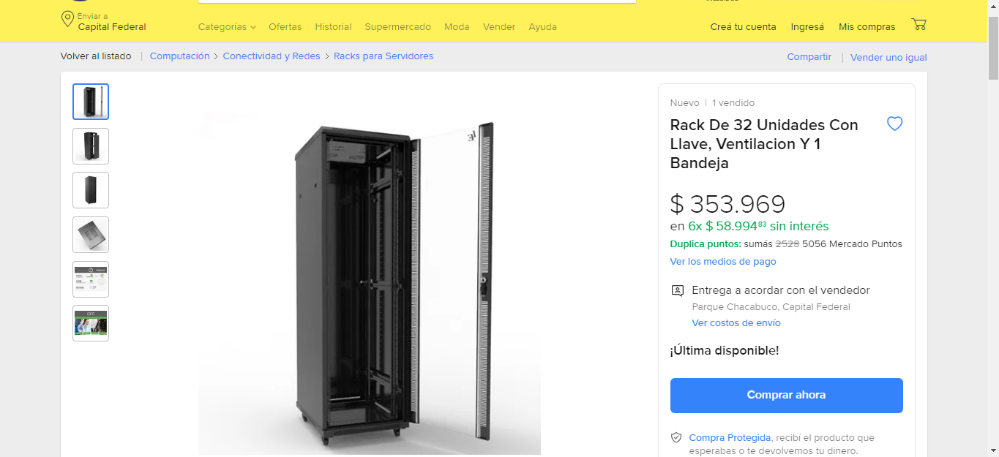 Enviar a
Capital Federal
Categorías
Ofertas
Historial
Supermercado
Moda
Vender
Ayuda
Creá tu cuenta
Ingresá
Mis compras
Volver al listado | Computación > Conectividad y Redes > Racks para Servidores
Compartir | Vender uno igual
Nuevo | 1 vendido
Rack De 32 Unidades Con
Llave, Ventilacion Y 1
Bandeja
$ 353.969
en 6x $ 58.994⁸³ sin interés
Duplica puntos: sumás 2528 5056 Mercado Puntos
Ver los medios de pago
Entrega a acordar con el vendedor
Parque Chacabuco, Capital Federal
Ver costos de envío
¡Última disponible!
Comprar ahora
Compra Protegida, recibí el producto que
esperabas o te devolvemos tu dinero.